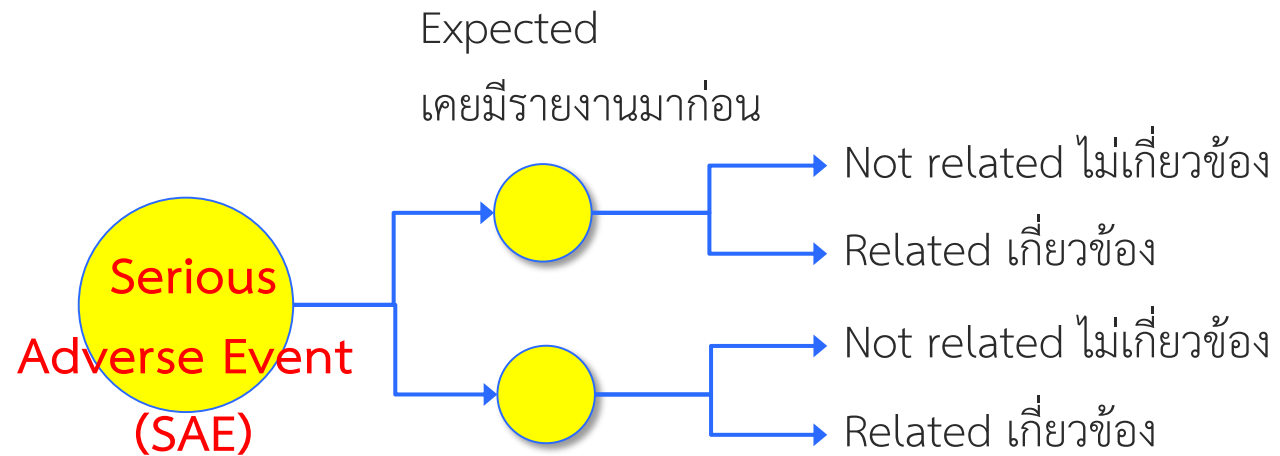 Expected
เคยมีรายงานมาก่อน
Serious
Adverse Event
(SAE)
Not related ไม่เกี่ยวข้อง
Related เกี่ยวข้อง
Not related ไม่เกี่ยวข้อง
Related เกี่ยวข้อง